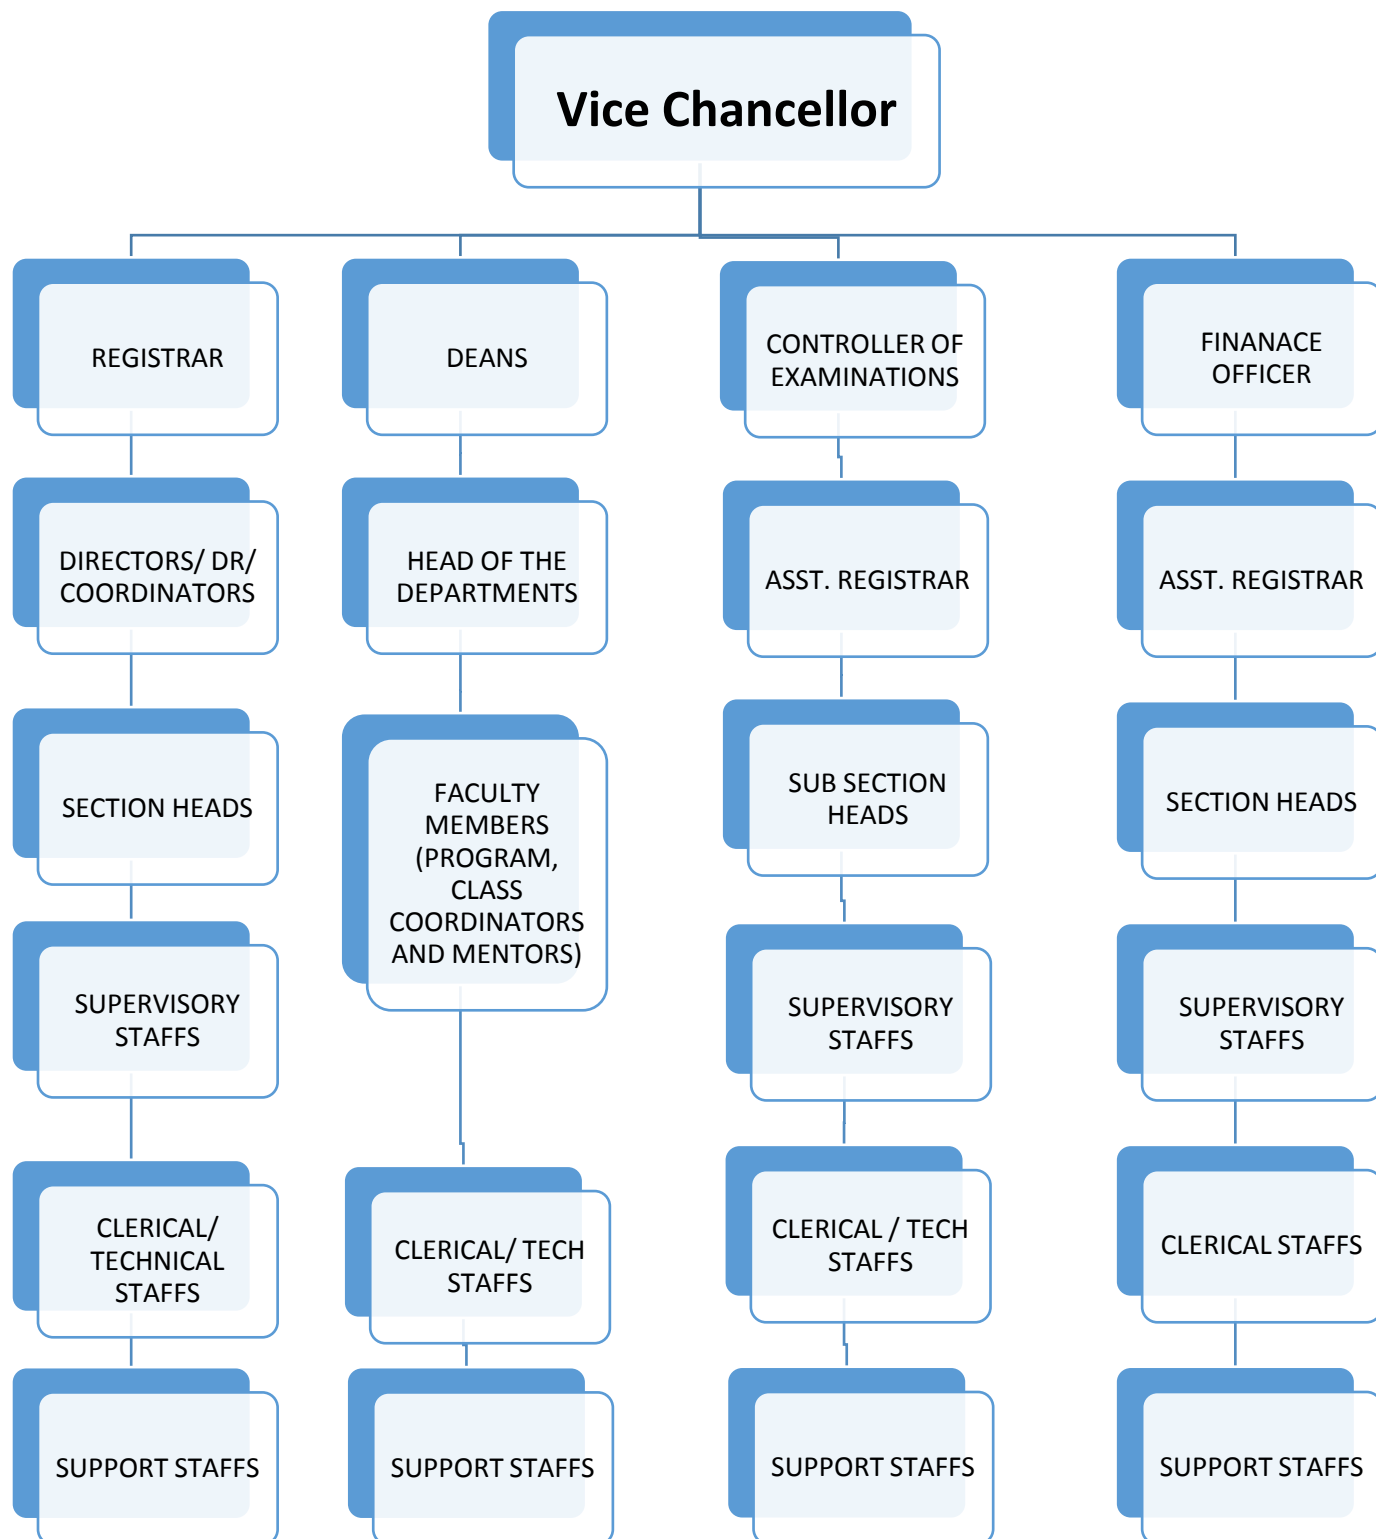 Vice Chancellor
REGISTRAR
DEANS
CONTROLLER OF
EXAMINATIONS
FINANACE
OFFICER
DIRECTORS/ DR/
COORDINATORS
HEAD OF THE
DEPARTMENTS
ASST. REGISTRAR
ASST. REGISTRAR
SECTION HEADS
FACULTY
MEMBERS
(PROGRAM,
CLASS
COORDINATORS
AND MENTORS)
SUB SECTION
HEADS
SECTION HEADS
SUPERVISORY
STAFFS
SUPERVISORY
STAFFS
SUPERVISORY
STAFFS
CLERICAL/
TECHNICAL
STAFFS
CLERICAL/ TECH
STAFFS
CLERICAL / TECH
STAFFS
CLERICAL STAFFS
SUPPORT STAFFS
SUPPORT STAFFS
SUPPORT STAFFS
SUPPORT STAFFS